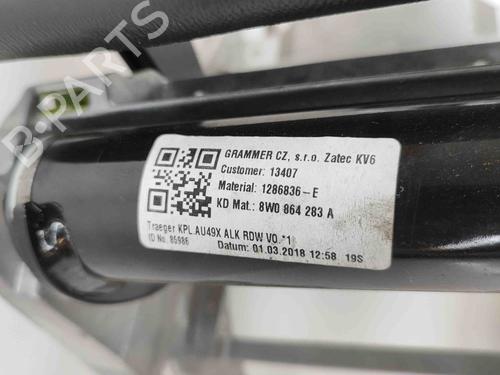 GRAMMER CZ, s.r.o. Zatec KV6
Customer: 13407
Material: 1286836-E
KD Mat.: 8W0 864 283 A
Traeger KPL.AU49X ALK RDW VO.*1
ID No. 85986
Datum: 01.03.2018 12:58 19S
B-PARTS